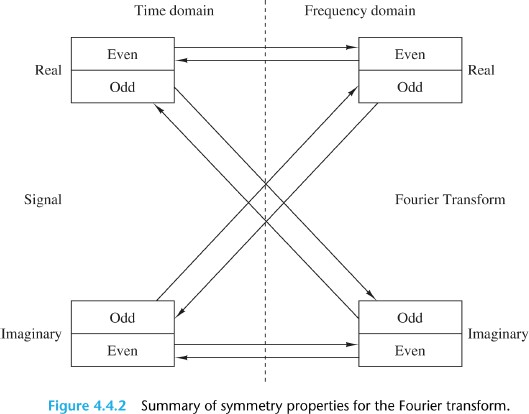 Time domain
Frequency domain
Real
Even
Even
Real
Odd
Odd
Signal
Fourier Transform
Imaginary
Odd
Odd
Imaginary
Even
Even
Figure 4.4.2 Summary of symmetry properties for the Fourier transform.